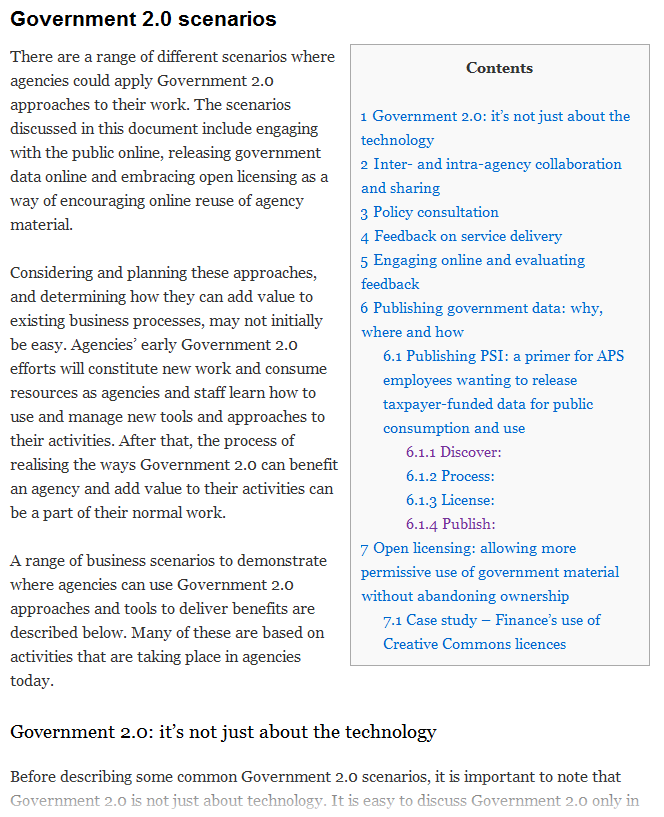 Government 2.0 scenarios
There are a range of different scenarios where
agencies could apply Government 2.0
approaches to their work. The scenarios
discussed in this document include engaging
with the public online, releasing government
data online and embracing open licensing as a
way of encouraging online reuse of agency
material.
Considering and planning these approaches,
and determining how they can add value to
existing business processes, may not initially
be easy. Agencies’ early Government 2.0
efforts will constitute new work and consume
resources as agencies and staff learn how to
use and manage new tools and approaches to
their activities. After that, the process of
realising the ways Government 2.0 can benefit
an agency and add value to their activities can
be a part of their normal work.
A range of business scenarios to demonstrate
where agencies can use Government 2.0
approaches and tools to deliver benefits are
described below. Many of these are based on
activities that are taking place in agencies
today.
Contents
1 Government 2.0: it’s not just about the
technology
2 Inter- and intra-agency collaboration
and sharing
3 Policy consultation
4 Feedback on service delivery
5 Engaging online and evaluating
feedback
6 Publishing government data: why,
where and how
6.1 Publishing PSI: a primer for APS
employees wanting to release
taxpayer-funded data for public
consumption and use
6.1.1 Discover:
6.1.2 Process:
6.1.3 License:
6.1.4 Publish:
7 Open licensing: allowing more
permissive use of government material
without abandoning ownership
7.1 Case study – Finance’s use of
Creative Commons licences
Government 2.0: it’s not just about the technology
Before describing some common Government 2.0 scenarios, it is important to note that
Government 2.0 is not just about technology. It is easy to discuss Government 2.0 only in